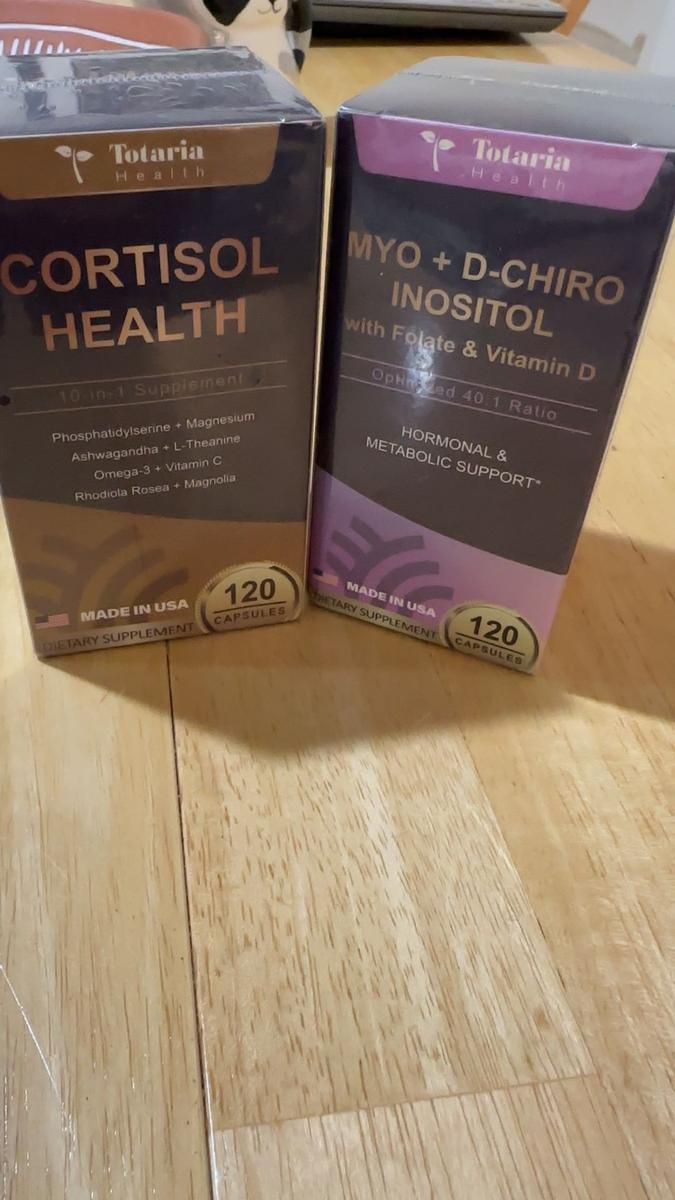 Totaria
Health
CORTISOL
HEALTH
10-in-1 Supplement
Phosphatidylserine + Magnesium
Ashwagandha + L-Theanine
Omega-3 + Vitamin C
Rhodiola Rosea + Magnolia
MADE IN USA
DIETARY SUPPLEMENT
120
CAPSULES
Totaria
Health
MYO + D-CHIRO
INOSITOL
with Folate & Vitamin D
Optimized 40:1 Ratio
HORMONAL &
METABOLIC SUPPORT*
MADE IN USA
DIETARY SUPPLEMENT
120
CAPSULES